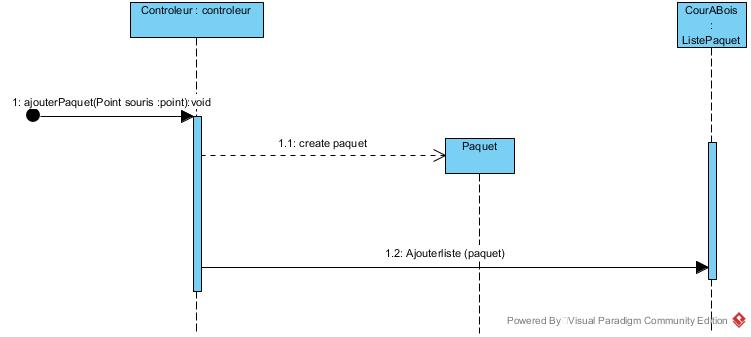 Controleur : controleur
CourABois
:
ListePaquet
1: ajouterPaquet(Point souris :point):void
1.1: create paquet
Paquet
1.2: Ajouterliste (paquet)
Powered By Visual Paradigm Community Edition